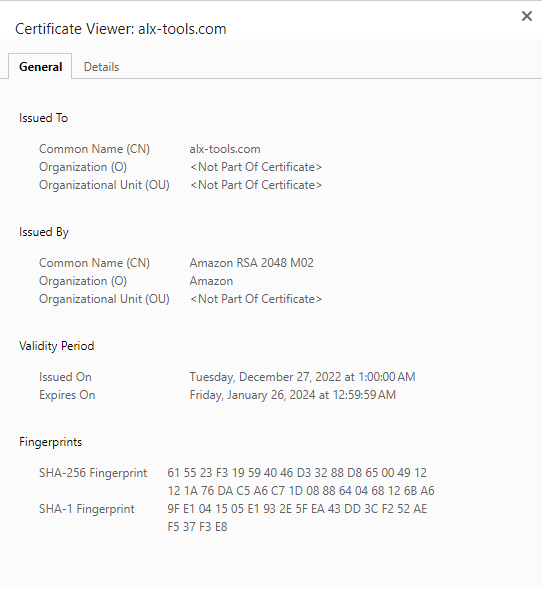 Certificate Viewer: alx-tools.com
General Details
Issued To
Common Name (CN) alx-tools.com
Organization (O) <Not Part Of Certificate>
Organizational Unit (OU) <Not Part Of Certificate>
Issued By
Common Name (CN) Amazon RSA 2048 M02
Organization (O) Amazon
Organizational Unit (OU) <Not Part Of Certificate>
Validity Period
Issued On Tuesday, December 27, 2022 at 1:00:00 AM
Expires On Friday, January 26, 2024 at 12:59:59 AM
Fingerprints
SHA-256 Fingerprint 61 55 23 F3 19 59 40 46 D3 32 88 D8 65 00 49 12
12 1A 76 DA C5 A6 C7 1D 08 88 64 04 68 12 6B A6
SHA-1 Fingerprint 9F E1 04 15 05 E1 93 2E 5F EA 43 DD 3C F2 52 AE
F5 37 F3 E8